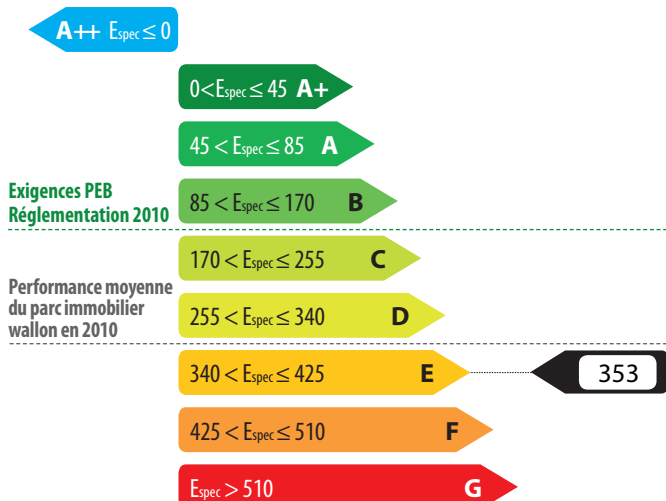 A++ Espec ≤ 0
0<Espec ≤ 45 A+
45 < Espec ≤ 85 A
Exigences PEB
Réglementation 2010
85 < Espec ≤ 170 B
170 < Espec ≤ 255 C
Performance moyenne
du parc immobilier
wallon en 2010
255 < Espec ≤ 340 D
340 < Espec ≤ 425 E
353
425 < Espec ≤ 510 F
Espec > 510 G